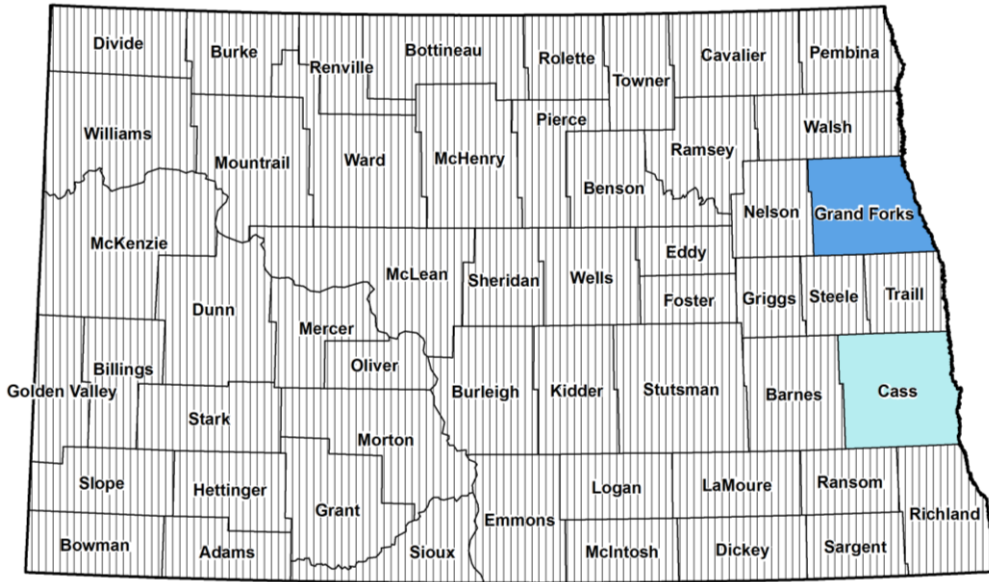 Divide
Burke
Renville
Bottineau
Rolette
Towner
Cavalier
Pembina
Williams
Mountrail
Ward
McHenry
Pierce
Benson
Ramsey
Walsh
Nelson
Grand Forks
McKenzie
Dunn
McLean
Sheridan
Wells
Eddy
Foster
Griggs
Steele
Traill
Mercer
Oliver
Golden Valley
Billings
Stark
Morton
Burleigh
Kidder
Stutsman
Barnes
Cass
Slope
Hettinger
Grant
Emmons
Logan
LaMoure
Ransom
Richland
Bowman
Adams
Sioux
McIntosh
Dickey
Sargent